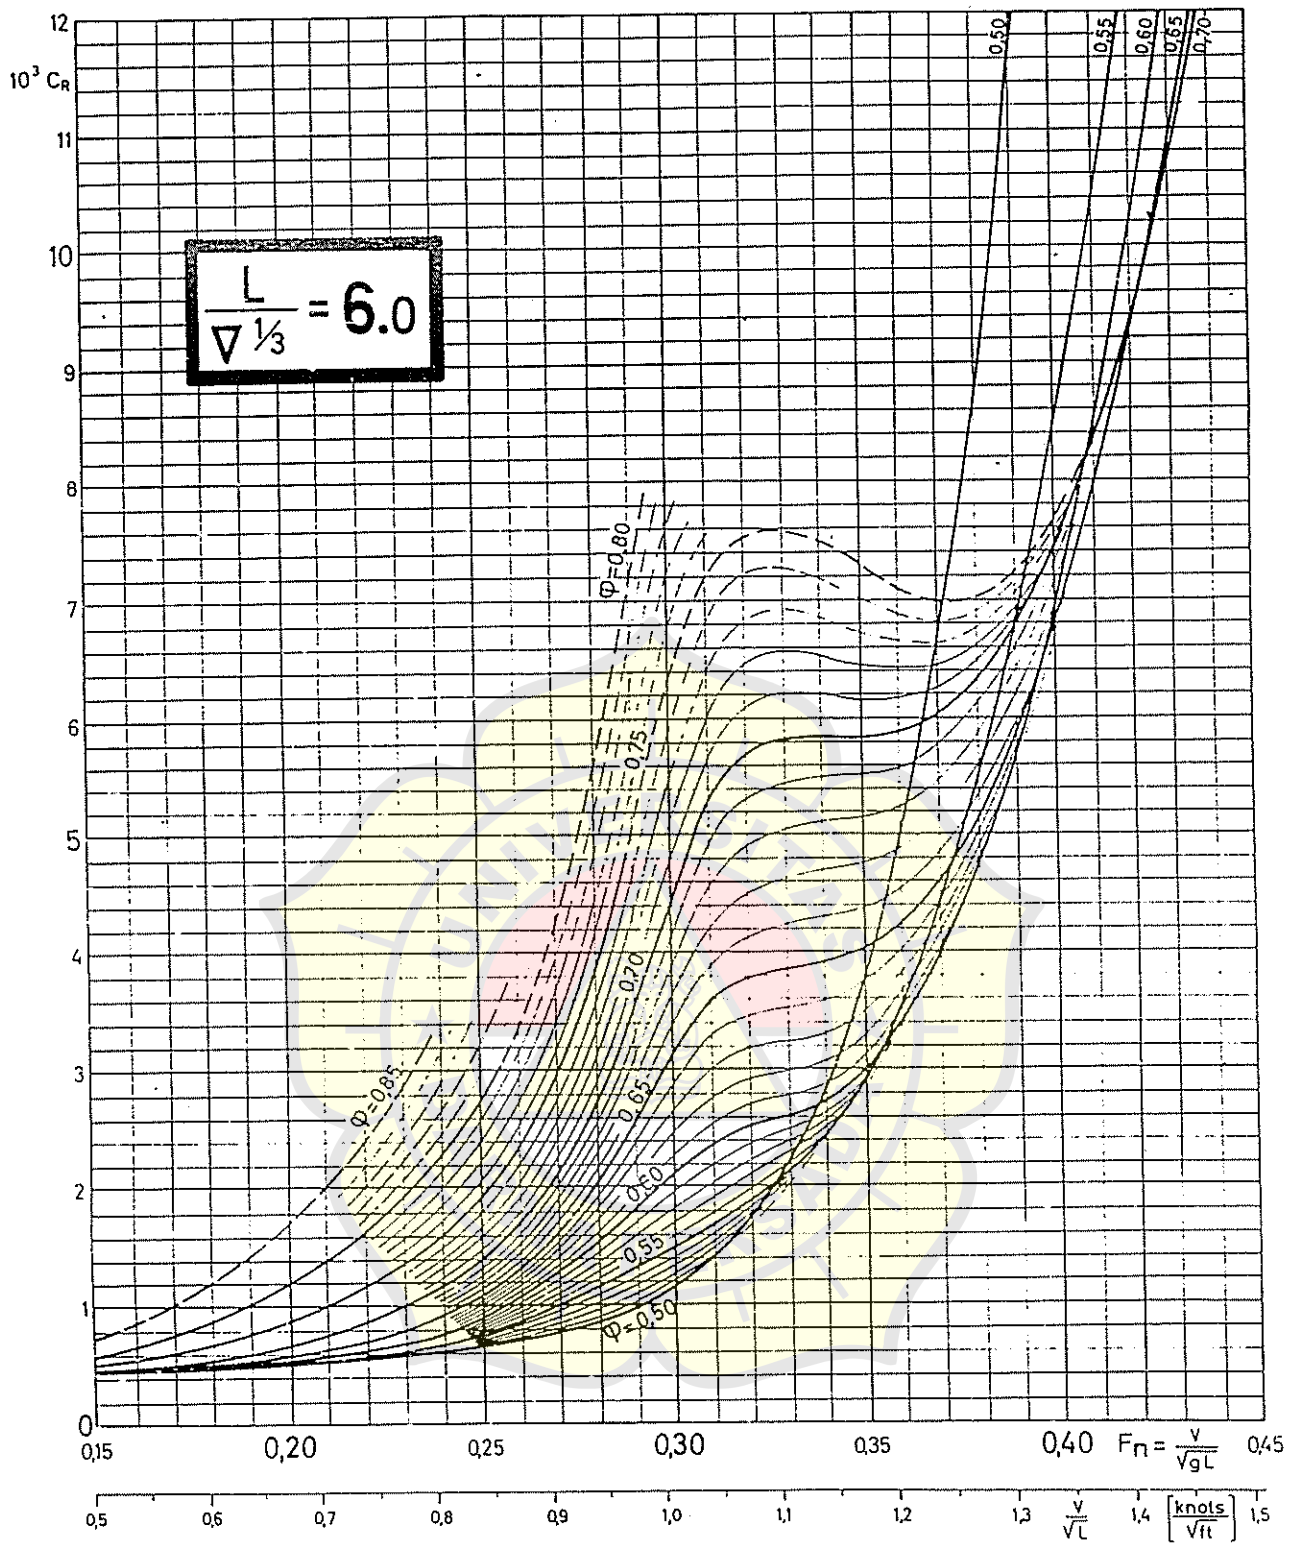 12
0,50
0,55
0,60
0,65
0,70
10³ C_R
11
10
L / ∇^⅓ = 6.0
9
8
φ=0,80
7
6
0,75
UNIVERSITAS
5
4
0,70
3
φ=0,85
0,65
2
0,60
0,55
1
φ=0,50
0
0,15 0,20 0,25 0,30 0,35 0,40 Fn = v/√gL 0,45
0,5 0,6 0,7 0,8 0,9 1,0 1,1 1,2 1,3 v/√L 1,4 [knots/√ft] 1,5